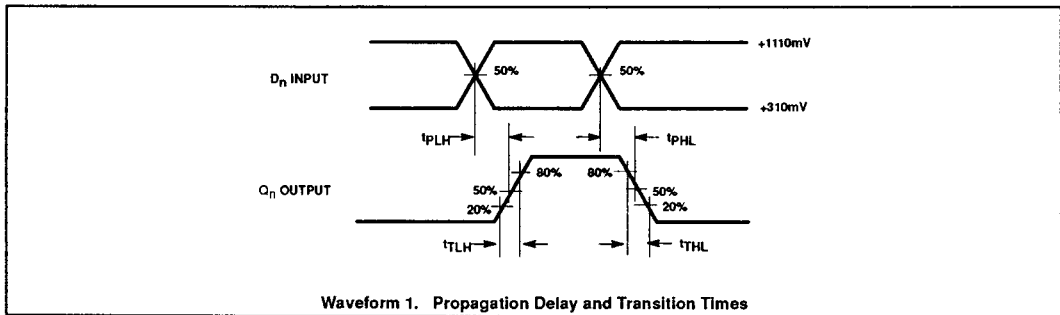 +1110mV
50% 50%
Dn INPUT
+310mV
tPLH tPHL
80% 80%
Qn OUTPUT 50% 50%
20% 20%
tTLH tTHL
Waveform 1. Propagation Delay and Transition Times